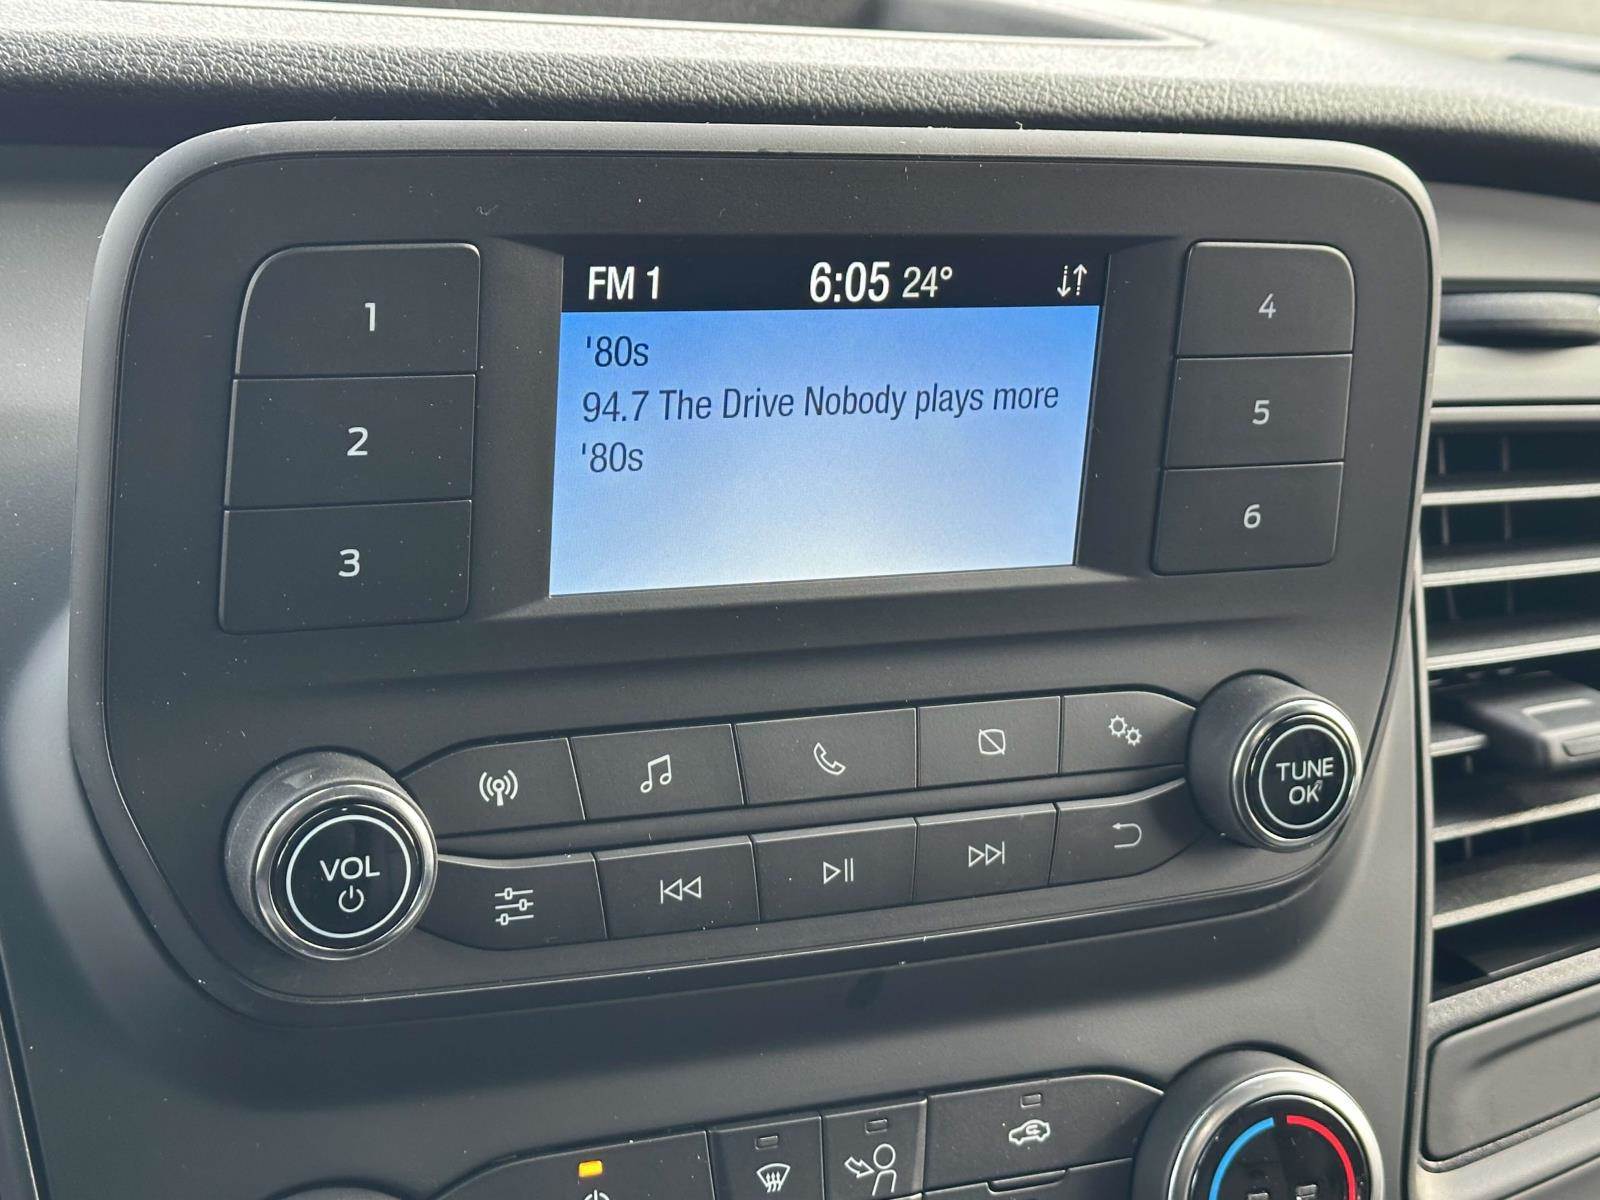 FM 1 6:05 24°
'80s
94.7 The Drive Nobody plays more
'80s
1
2
3
4
5
6
VOL
TUNE
OK